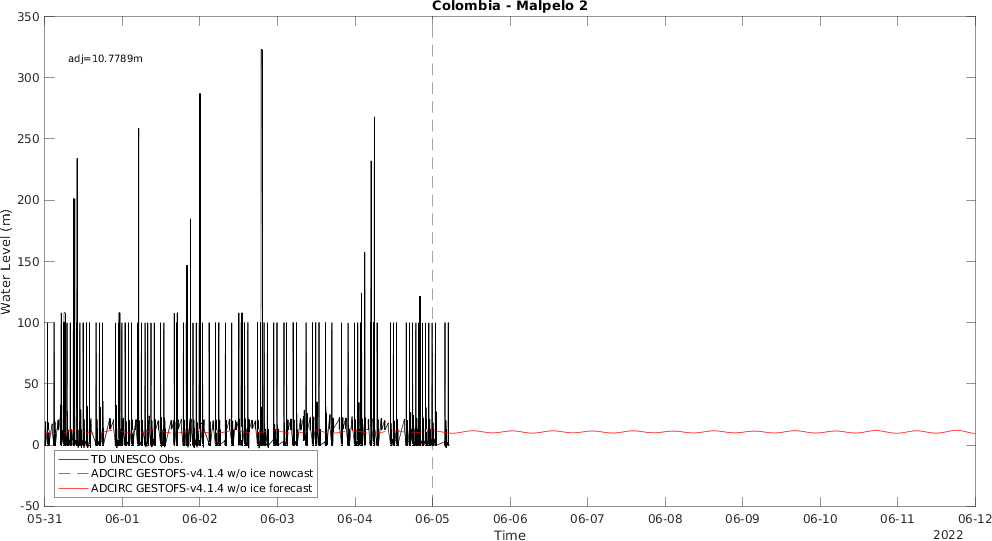 Colombia - Malpelo 2
350
300
250
200
150
100
50
0
-50
Water Level (m)
adj=10.7789m
TD UNESCO Obs.
ADCIRC GESTOFS-v4.1.4 w/o ice nowcast
ADCIRC GESTOFS-v4.1.4 w/o ice forecast
05-31 06-01 06-02 06-03 06-04 06-05 06-06 06-07 06-08 06-09 06-10 06-11 06-12
Time
2022